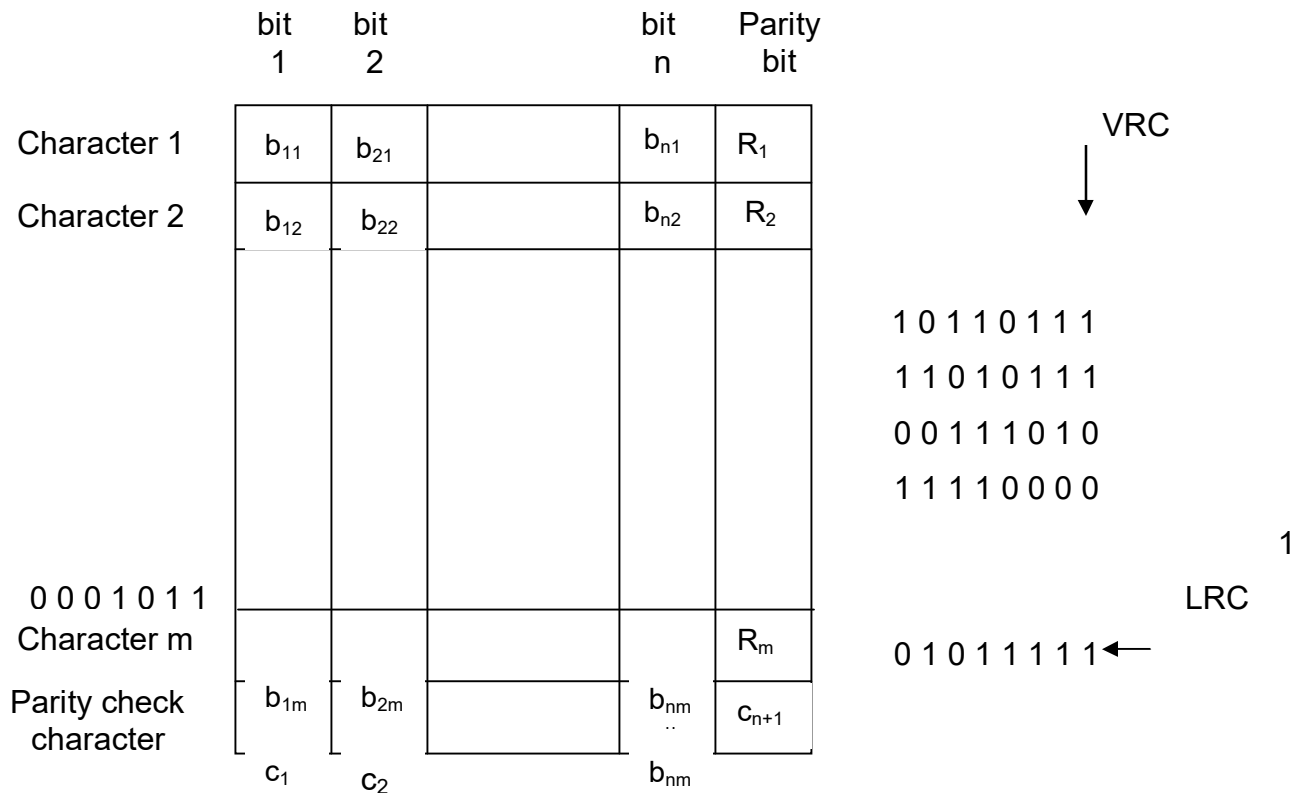 bit bit bit Parity
1 2 n bit
VRC
Character 1 b₁₁ b₂₁ bₙ₁ R₁
Character 2 b₁₂ b₂₂ bₙ₂ R₂
1 0 1 1 0 1 1 1
1 1 0 1 0 1 1 1
0 0 1 1 1 0 1 0
1 1 1 1 0 0 0 0
1
0 0 0 1 0 1 1 LRC
Character m Rₘ 0 1 0 1 1 1 1 1
Parity check b₁ₘ b₂ₘ bₙₘ cₙ₊₁
character ..
c₁ c₂ bₙₘ